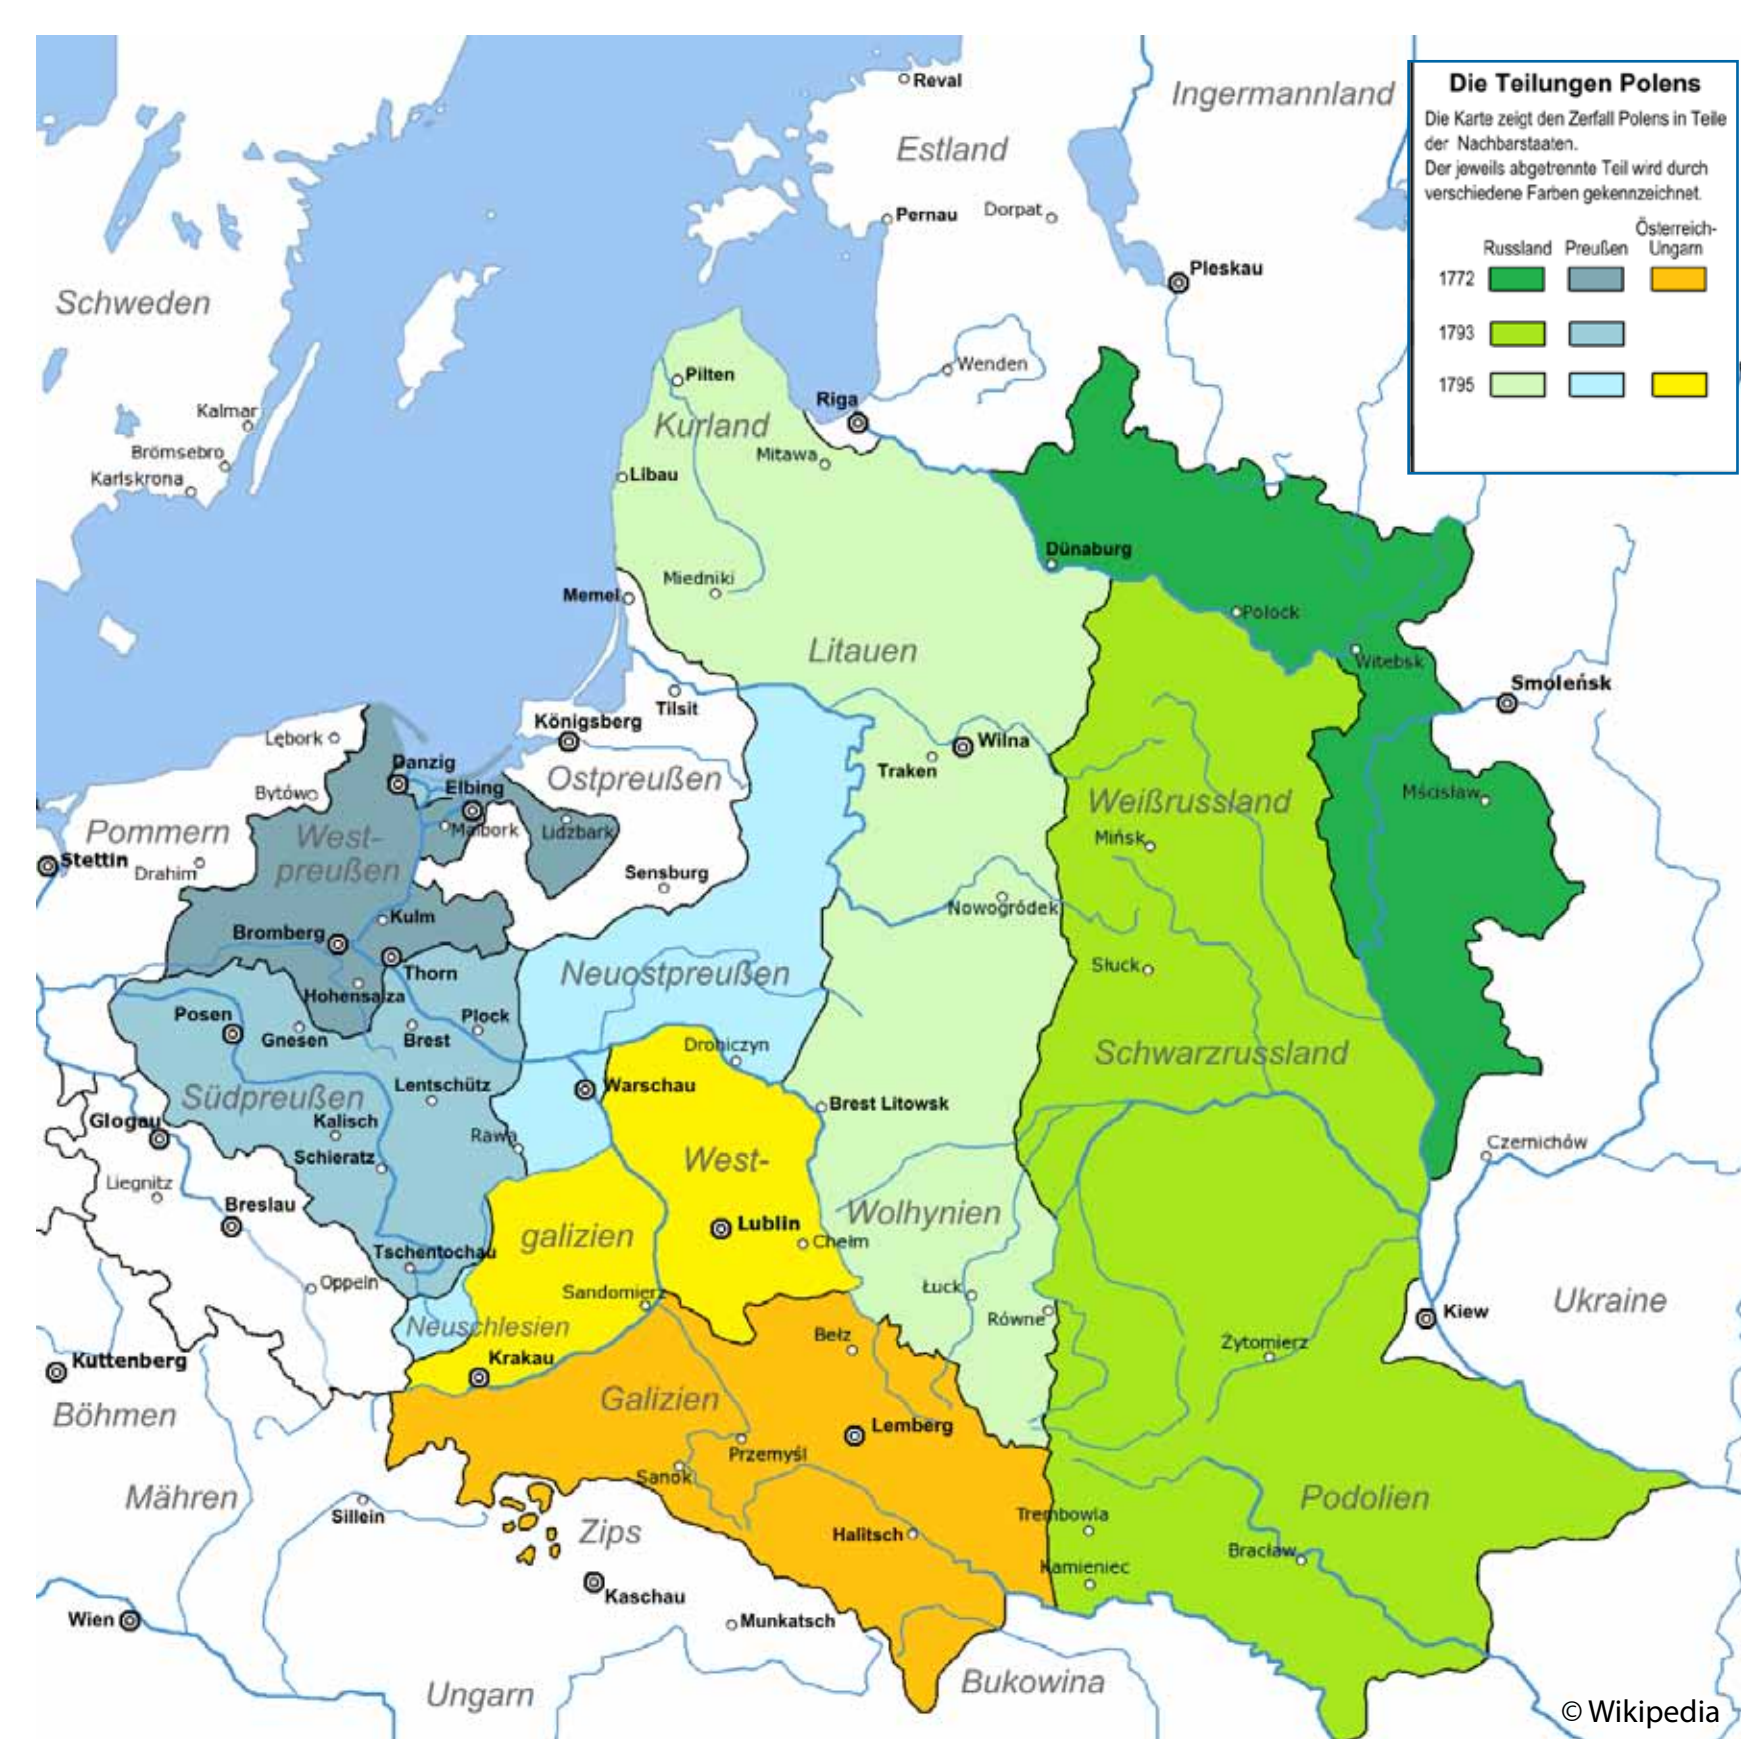 Reval
Ingermannland
Die Teilungen Polens
Die Karte zeigt den Zerfall Polens in Teile
der Nachbarstaaten.
Der jeweils abgetrennte Teil wird durch
verschiedene Farben gekennzeichnet.
Österreich-
Russland Preußen Ungarn
1772
1793
1795
Estland
Pernau
Dorpat
Pleskau
Schweden
Wenden
Pilten
Riga
Kalmar
Kurland
Brömsebro
Mitawa
Karlskrona
Libau
Dünaburg
Memel
Miedniki
Polock
Litauen
Witebsk
Smoleńsk
Tilsit
Königsberg
Lębork
Wilna
Danzig
Traken
Ostpreußen
Elbing
Bytów
Weißrussland
Mścisław
Pommern
West-
preußen
Malbork
Lidzbark
Mińsk
Stettin
Drahim
Sensburg
Nowogródek
Kulm
Bromberg
Thorn
Słuck
Neuostpreußen
Hohensalza
Posen
Gnesen
Brest
Plock
Drohiczyn
Schwarzrussland
Südpreußen
Lentschütz
Warschau
Brest Litowsk
Glogau
Kalisch
Rawa
Czernichów
Schieratz
West-
Liegnitz
Breslau
Wolhynien
galizien
Lublin
Chełm
Tschentochau
Oppeln
Sandomierz
Łuck
Równe
Ukraine
Kiew
Neuschlesien
Bełz
Żytomierz
Kuttenberg
Krakau
Böhmen
Galizien
Lemberg
Przemyśl
Sanok
Mähren
Sillein
Zips
Halitsch
Trembowla
Podolien
Bracław
Kamieniec
Kaschau
Wien
Munkatsch
Ungarn
Bukowina
© Wikipedia